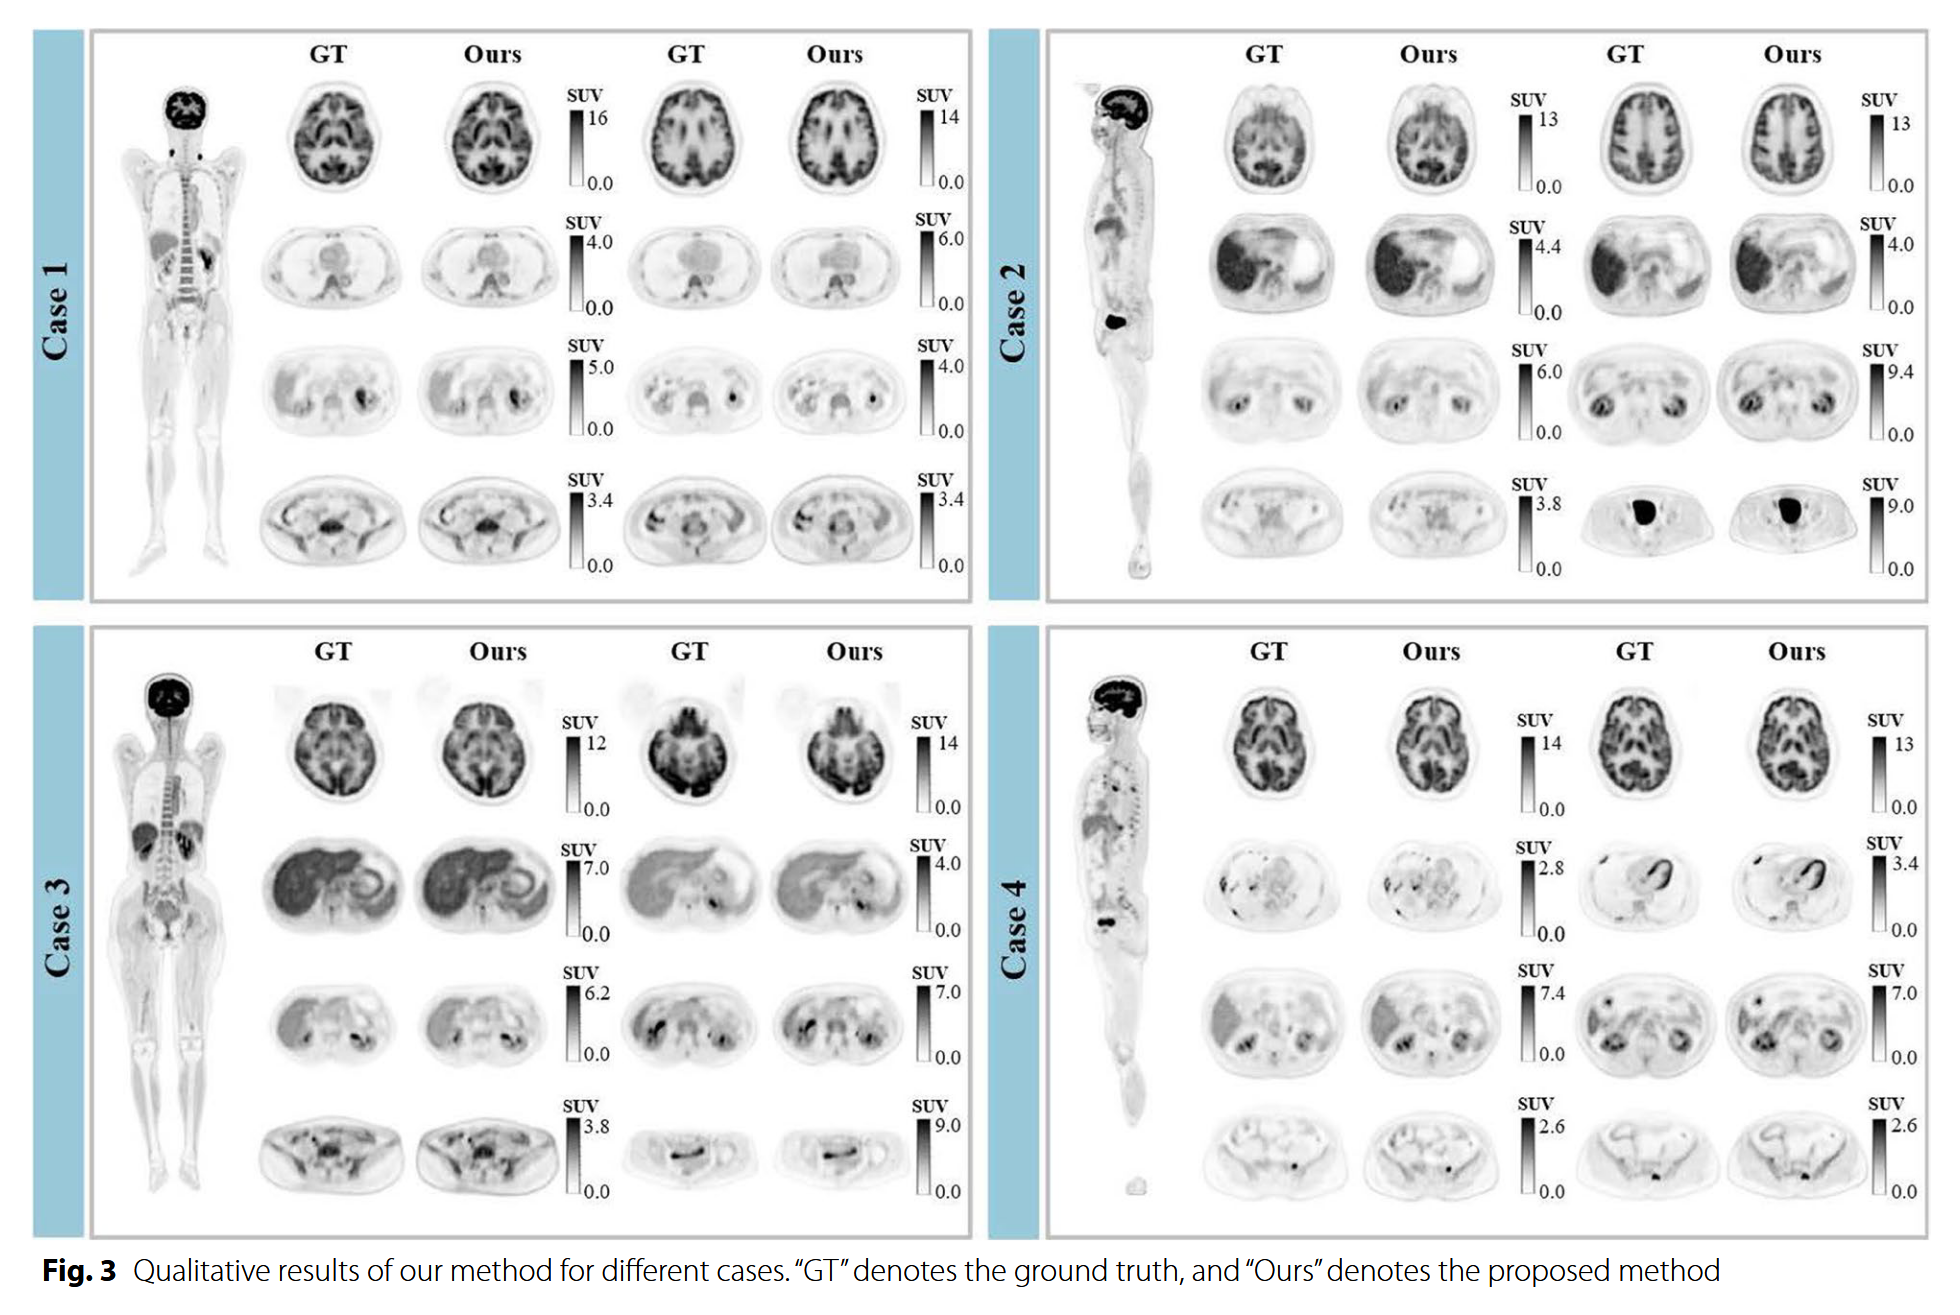 Case 1
GT Ours GT Ours
SUV 16 0.0 SUV 14 0.0
SUV 4.0 0.0 SUV 6.0 0.0
SUV 5.0 0.0 SUV 4.0 0.0
SUV 3.4 0.0 SUV 3.4 0.0
Case 2
GT Ours GT Ours
SUV 13 0.0 SUV 13 0.0
SUV 4.4 0.0 SUV 4.0 0.0
SUV 6.0 0.0 SUV 9.4 0.0
SUV 3.8 0.0 SUV 9.0 0.0
Case 3
GT Ours GT Ours
SUV 12 0.0 SUV 14 0.0
SUV 7.0 0.0 SUV 4.0 0.0
SUV 6.2 0.0 SUV 7.0 0.0
SUV 3.8 0.0 SUV 9.0 0.0
Case 4
GT Ours GT Ours
SUV 14 0.0 SUV 13 0.0
SUV 2.8 0.0 SUV 3.4 0.0
SUV 7.4 0.0 SUV 7.0 0.0
SUV 2.6 0.0 SUV 2.6 0.0
Fig. 3 Qualitative results of our method for different cases. “GT” denotes the ground truth, and “Ours” denotes the proposed method